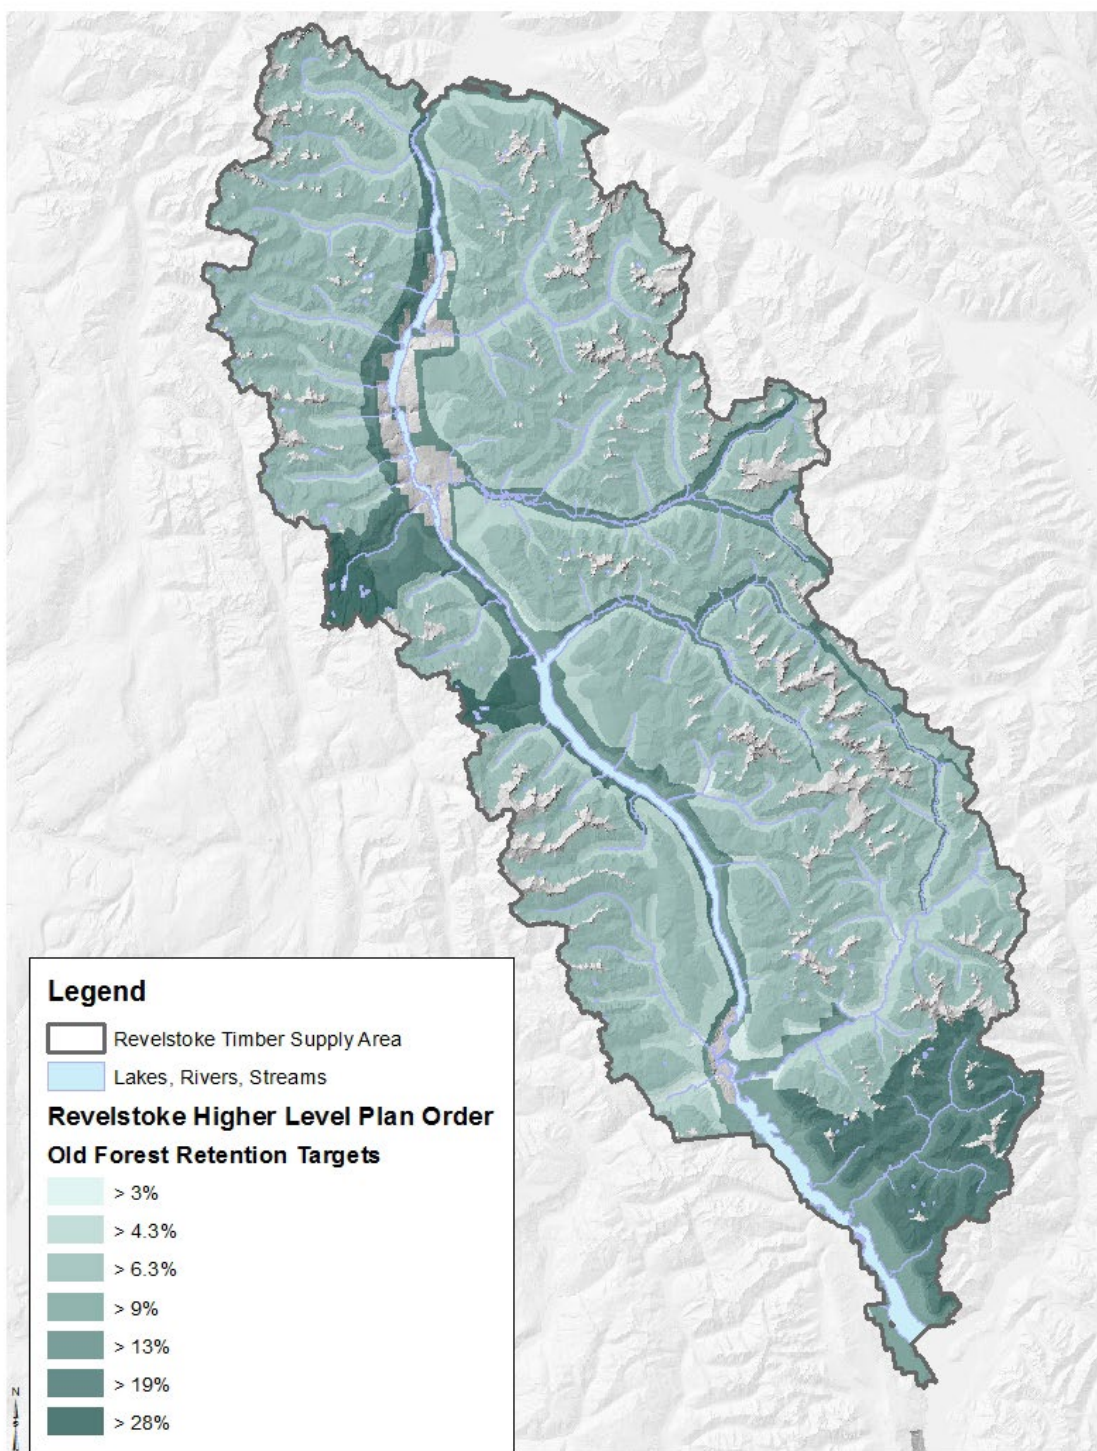 Legend
Revelstoke Timber Supply Area
Lakes, Rivers, Streams
Revelstoke Higher Level Plan Order
Old Forest Retention Targets
> 3%
> 4.3%
> 6.3%
> 9%
> 13%
> 19%
> 28%
N